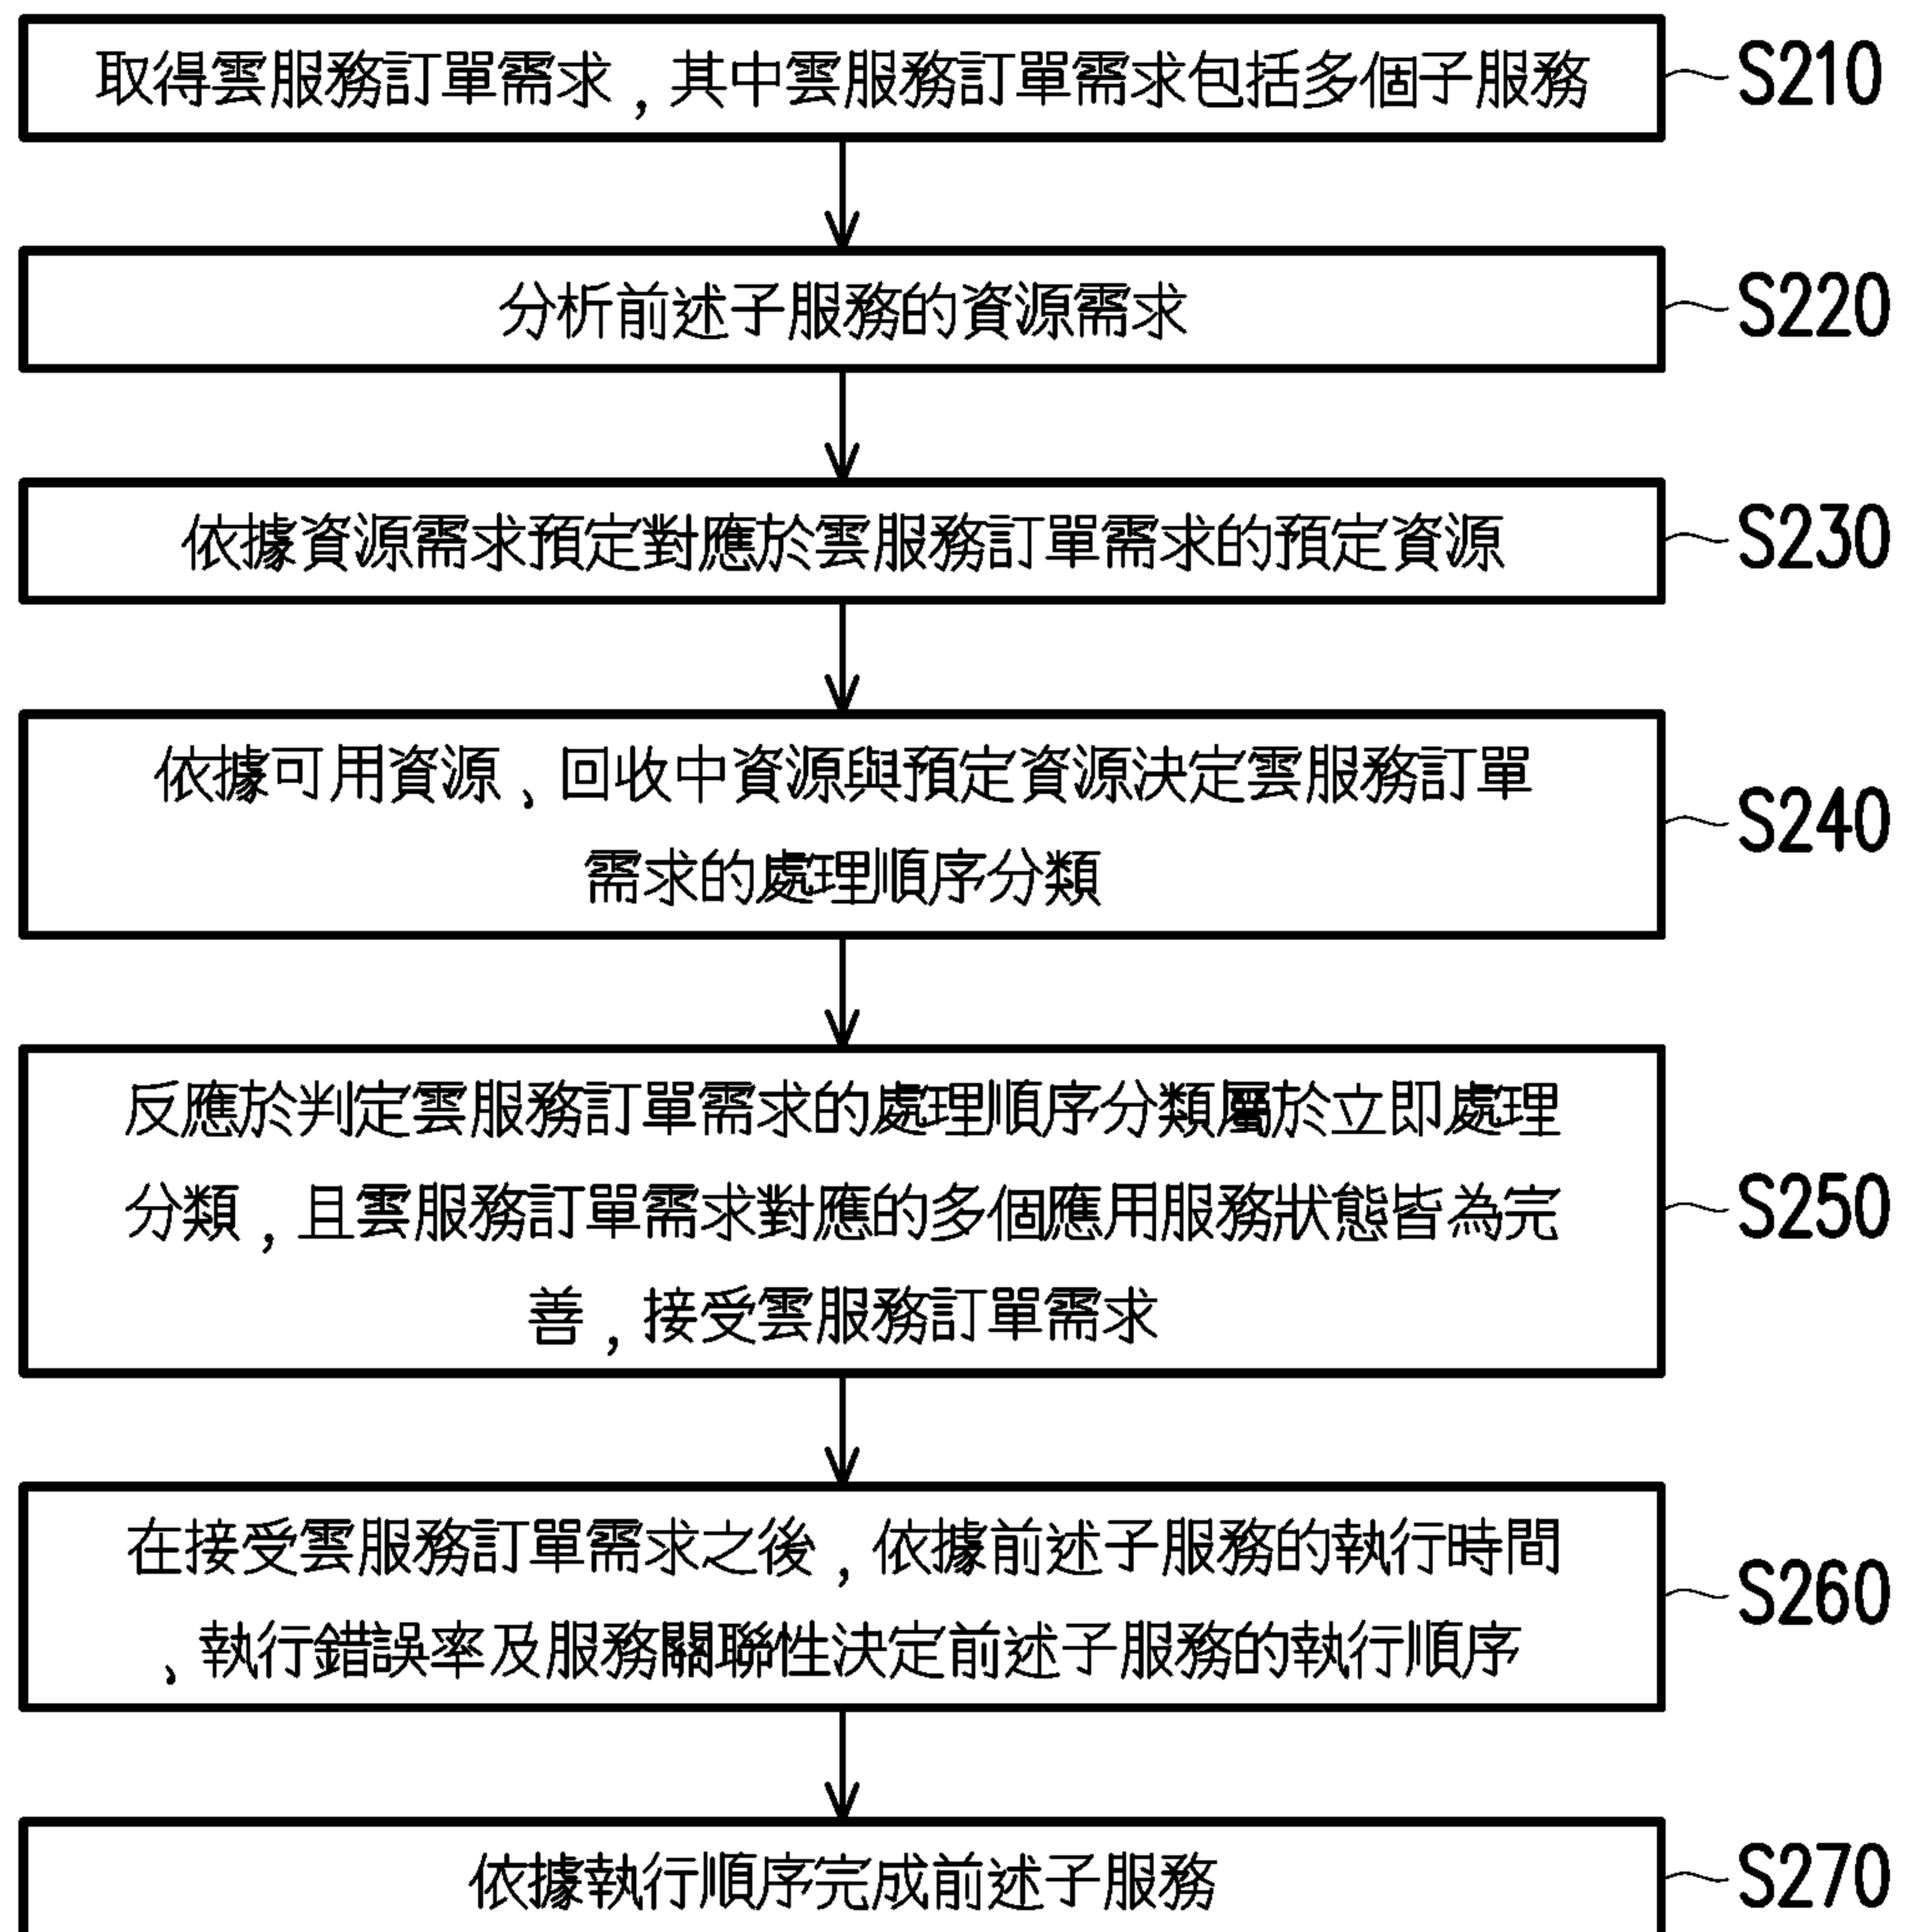 取得雲服務訂單需求，其中雲服務訂單需求包括多個子服務
S210
分析前述子服務的資源需求
S220
依據資源需求預定對應於雲服務訂單需求的預定資源
S230
依據可用資源、回收中資源與預定資源決定雲服務訂單
需求的處理順序分類
S240
反應於判定雲服務訂單需求的處理順序分類屬於立即處理
分類，且雲服務訂單需求對應的多個應用服務狀態皆為完
善，接受雲服務訂單需求
S250
在接受雲服務訂單需求之後，依據前述子服務的執行時間
、執行錯誤率及服務關聯性決定前述子服務的執行順序
S260
依據執行順序完成前述子服務
S270